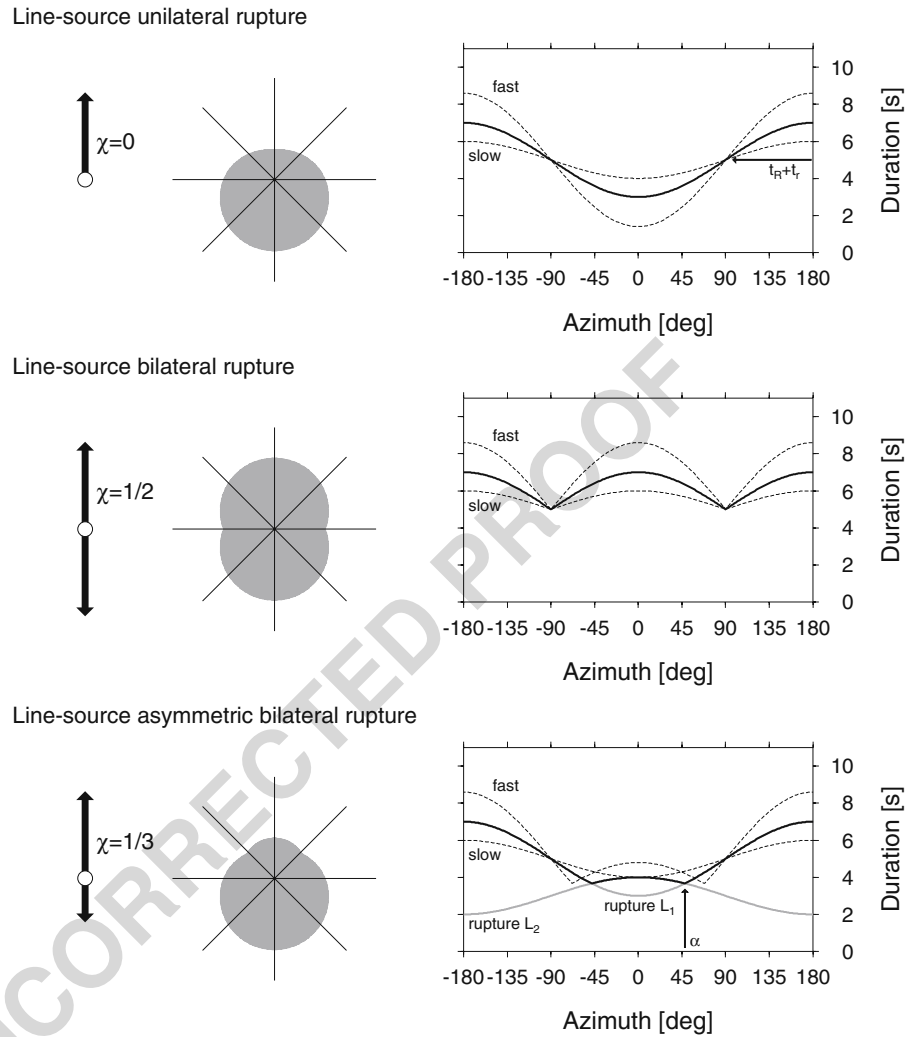 Line-source unilateral rupture
χ=0
fast
slow
t_R+t_r
10
8
6
4
2
0
Duration [s]
-180 -135 -90 -45 0 45 90 135 180
Azimuth [deg]
Line-source bilateral rupture
χ=1/2
fast
slow
10
8
6
4
2
0
Duration [s]
-180 -135 -90 -45 0 45 90 135 180
Azimuth [deg]
Line-source asymmetric bilateral rupture
χ=1/3
fast
slow
rupture L₁
rupture L₂
α
10
8
6
4
2
0
Duration [s]
-180 -135 -90 -45 0 45 90 135 180
Azimuth [deg]
NCORRECTED PROOF